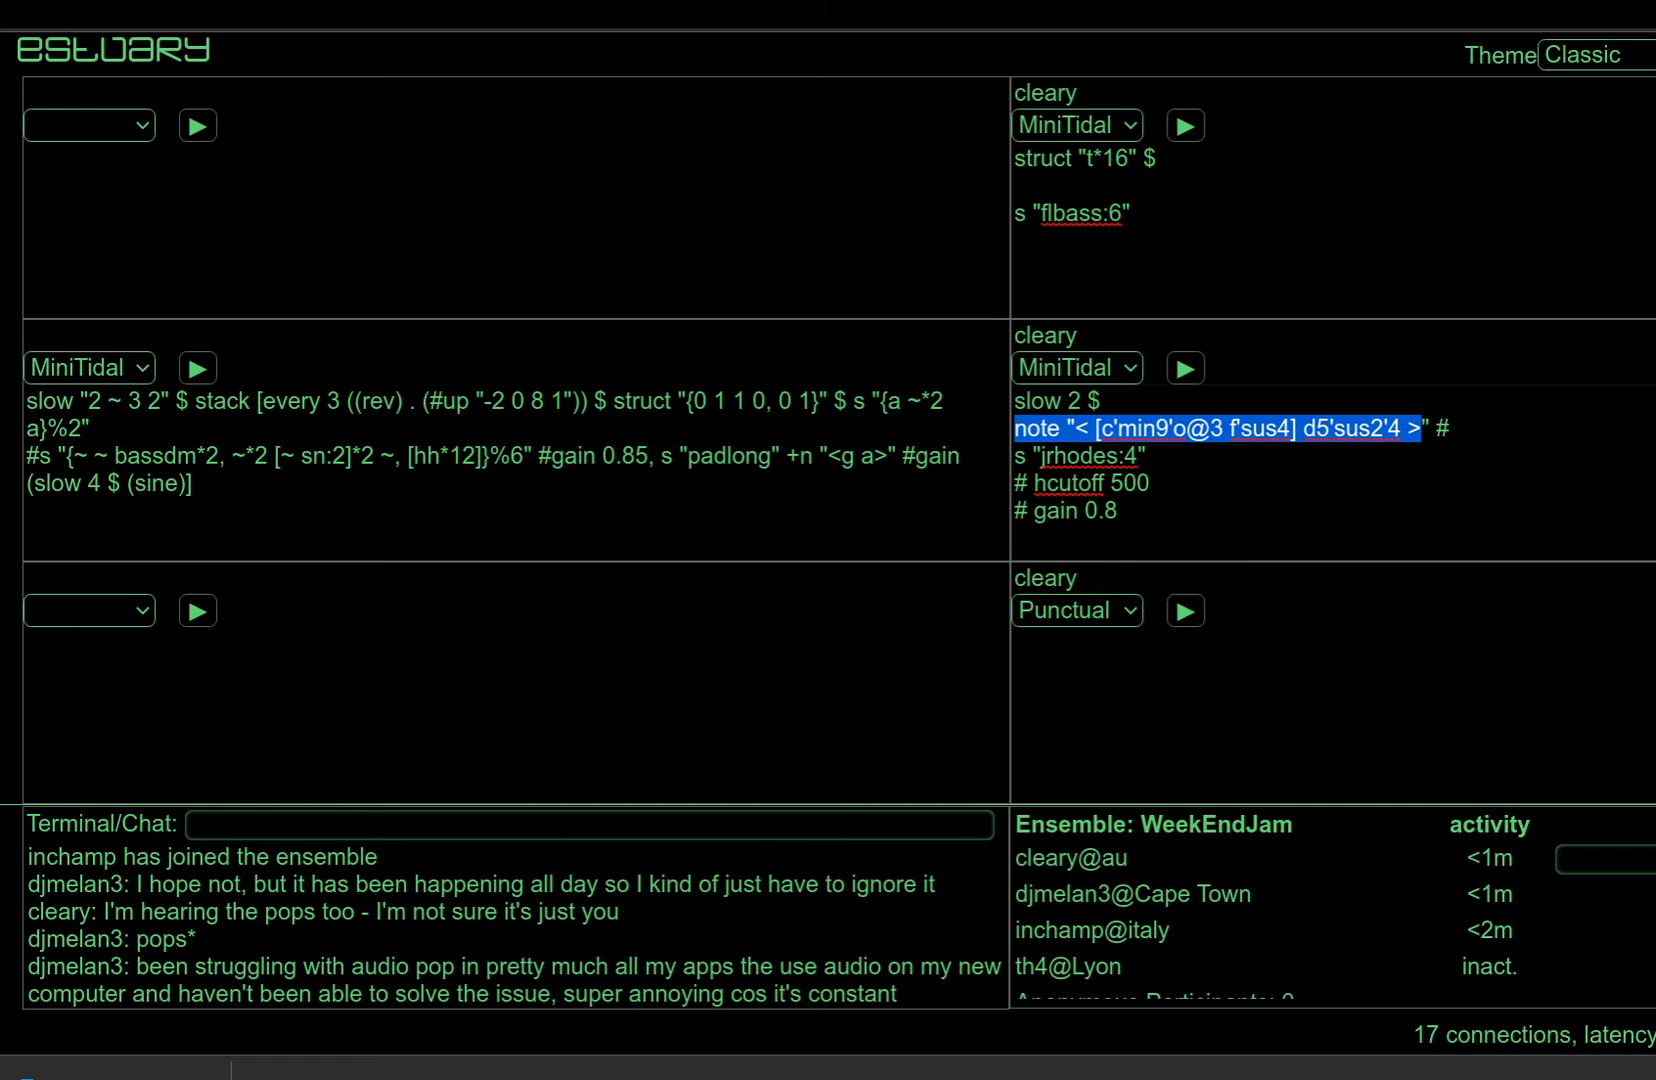 estuary
Theme Classic
cleary
MiniTidal
struct "t*16" $
s "flbass:6"
MiniTidal
slow "2 ~ 3 2" $ stack [every 3 ((rev) . (#up "-2 0 8 1")) $ struct "{0 1 1 0, 0 1}" $ s "{a ~*2
a}%2"
#s "{~ ~ bassdm*2, ~*2 [~ sn:2]*2 ~, [hh*12]}%6" #gain 0.85, s "padlong" +n "<g a>" #gain
(slow 4 $ (sine)]
cleary
MiniTidal
slow 2 $
note "< [c'min9'o@3 f'sus4] d5'sus2'4 >" #
s "jrhodes:4"
# hcutoff 500
# gain 0.8
cleary
Punctual
Terminal/Chat:
inchamp has joined the ensemble
djmelan3: I hope not, but it has been happening all day so I kind of just have to ignore it
cleary: I'm hearing the pops too - I'm not sure it's just you
djmelan3: pops*
djmelan3: been struggling with audio pop in pretty much all my apps the use audio on my new
computer and haven't been able to solve the issue, super annoying cos it's constant
Ensemble: WeekEndJam activity
cleary@au <1m
djmelan3@Cape Town <1m
inchamp@italy <2m
th4@Lyon inact.
Anonymous Participants: 0
17 connections, latency